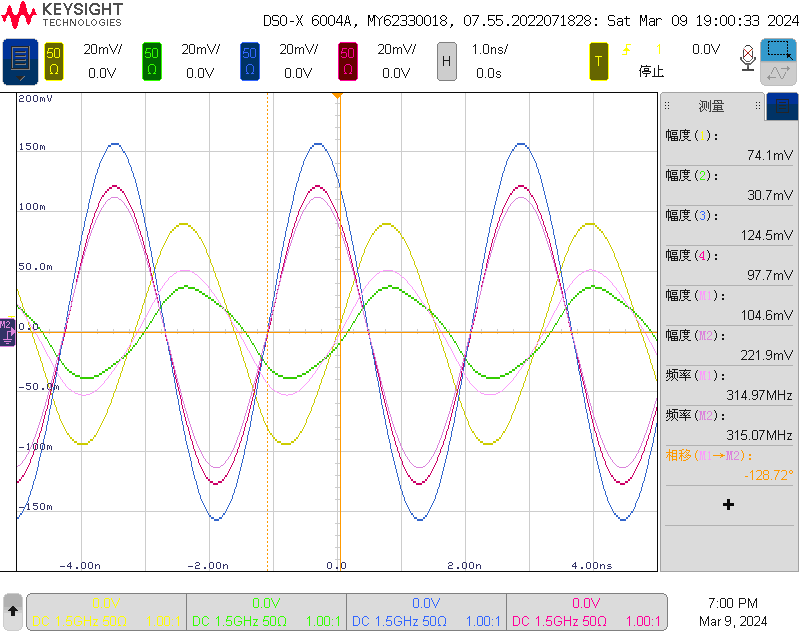 KEYSIGHT
TECHNOLOGIES
DSO-X 6004A, MY62330018, 07.55.2022071828: Sat Mar 09 19:00:33 2024
50Ω 20mV/ 0.0V 50Ω 20mV/ 0.0V 50Ω 20mV/ 0.0V 50Ω 20mV/ 0.0V H 1.0ns/ 0.0s T 1 停止 0.0V
200mV
150m
100m
50.0m
M2 0.0
-50.0m
-100m
-150m
-4.00n -2.00n 0.0 2.00n 4.00ns
测量
幅度(1):
74.1mV
幅度(2):
30.7mV
幅度(3):
124.5mV
幅度(4):
97.7mV
幅度(M1):
104.6mV
幅度(M2):
221.9mV
频率(M1):
314.97MHz
频率(M2):
315.07MHz
相移(M1→M2):
-128.72°
+
0.0V 0.0V 0.0V 0.0V
DC 1.5GHz 50Ω 1.00:1 DC 1.5GHz 50Ω 1.00:1 DC 1.5GHz 50Ω 1.00:1 DC 1.5GHz 50Ω 1.00:1
7:00 PM
Mar 9, 2024